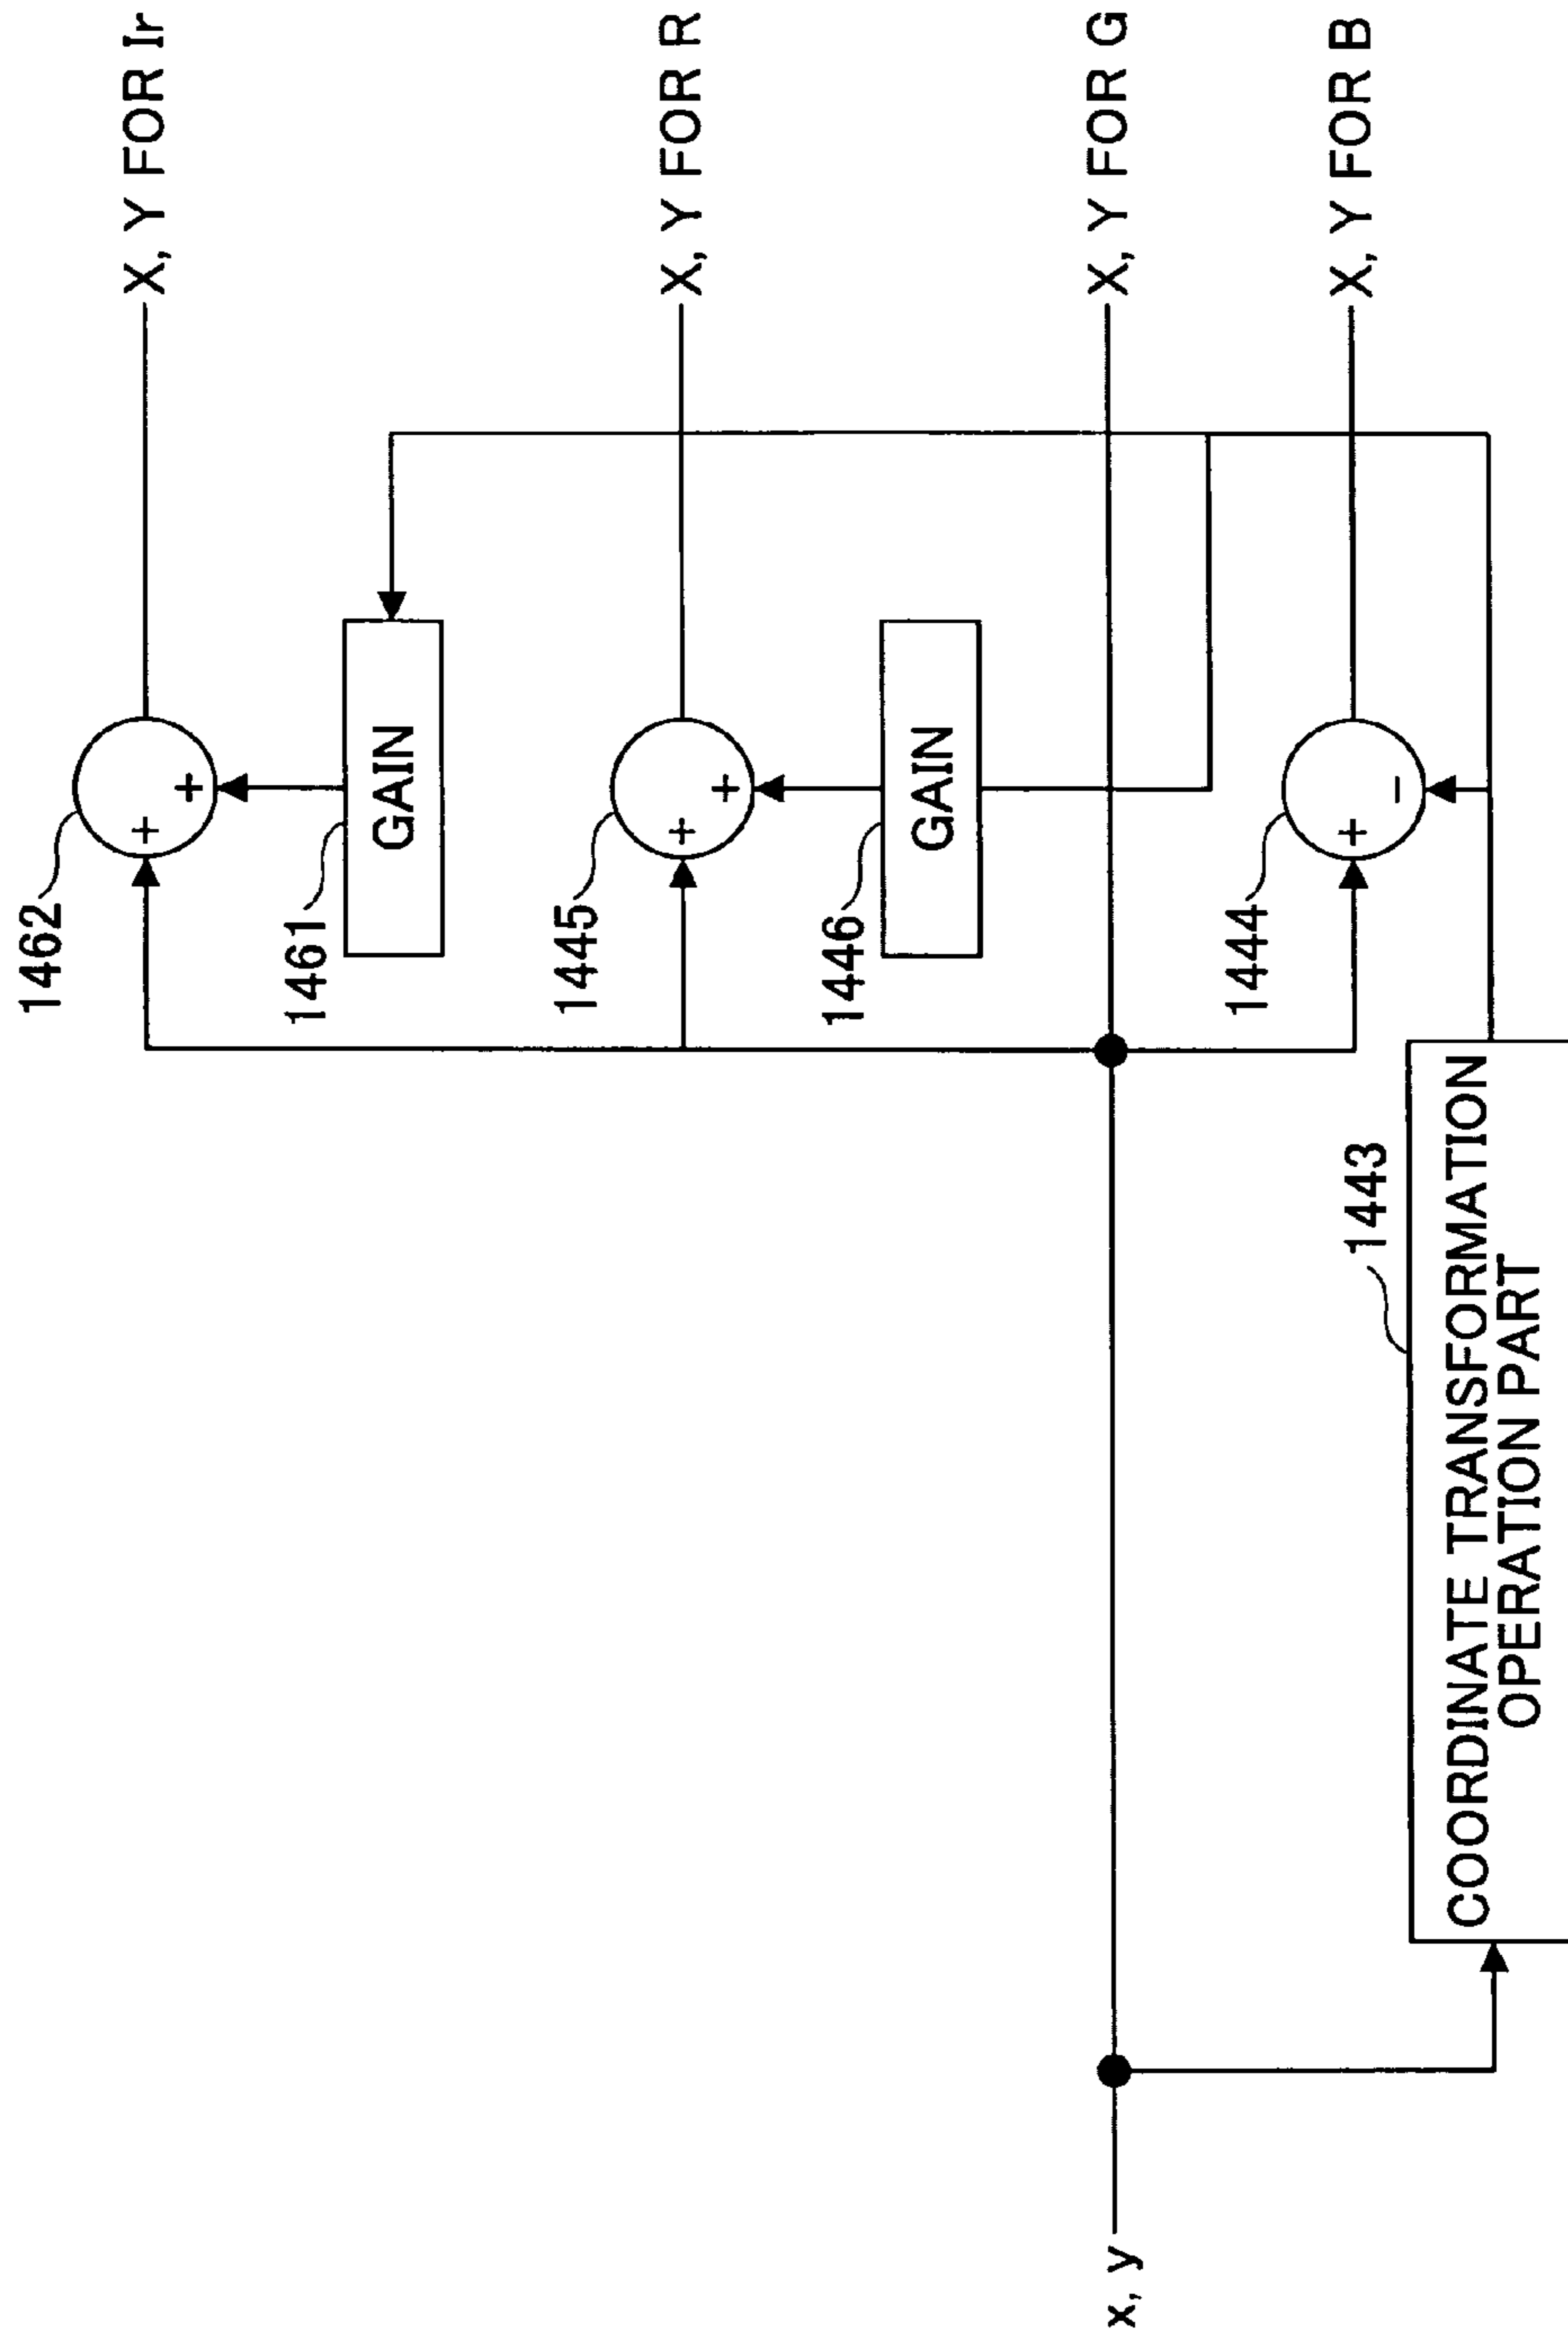 1462
X, Y FOR Ir
+
+
1461
GAIN
1445
X, Y FOR R
+
+
1446
GAIN
x, y
X, Y FOR G
1444
X, Y FOR B
+
−
1443
COORDINATE TRANSFORMATION
OPERATION PART